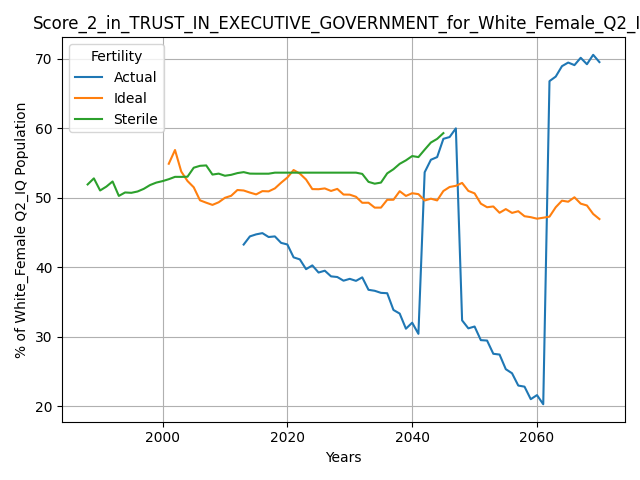 Score_2_in_TRUST_IN_EXECUTIVE_GOVERNMENT_for_White_Female_Q2_I
Fertility
Actual
Ideal
Sterile
% of White_Female Q2_IQ Population
70
60
50
40
30
20
2000 2020 2040 2060
Years